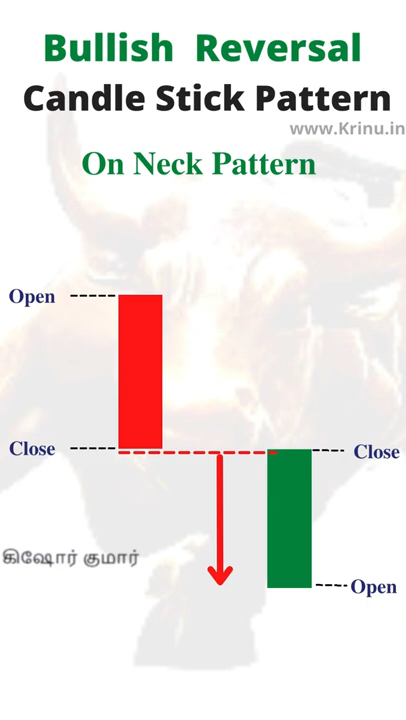 Bullish Reversal
Candle Stick Pattern
www.Krinu.in
On Neck Pattern
Open
Close
Close
கிஷோர் குமார்
Open